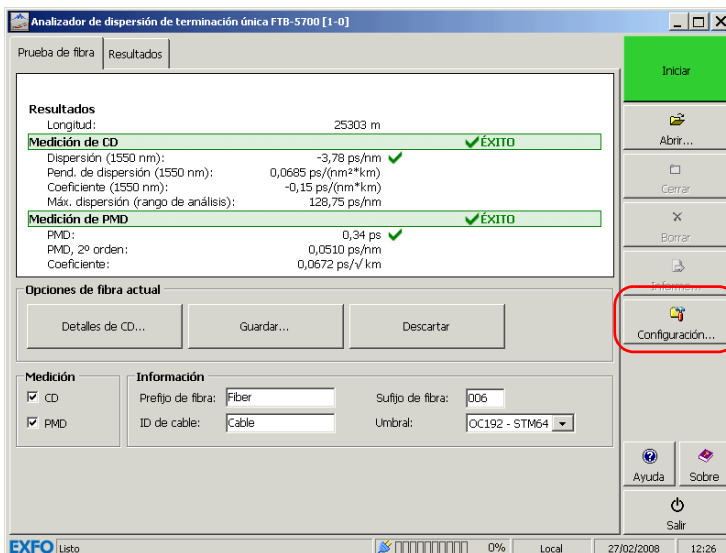 Analizador de dispersión de terminación única FTB-5700 [1-0]
Prueba de fibra
Resultados
Resultados
Longitud: 25303 m
Medición de CD ÉXITO
Dispersión (1550 nm): -3,78 ps/nm
Pend. de dispersión (1550 nm): 0,0685 ps/(nm²*km)
Coeficiente (1550 nm): -0,15 ps/(nm*km)
Máx. dispersión (rango de análisis): 128,75 ps/nm
Medición de PMD ÉXITO
PMD: 0,34 ps
PMD, 2º orden: 0,0510 ps/nm
Coeficiente: 0,0672 ps/√km
Opciones de fibra actual
Detalles de CD...
Guardar...
Descartar
Medición
CD
PMD
Información
Prefijo de fibra: Fiber
Sufijo de fibra: 006
ID de cable: Cable
Umbral: OC192 - STM64
Iniciar
Abrir...
Cerrar
Borrar
Informe...
Configuración...
Ayuda
Sobre
Salir
EXFO Listo 0% Local 27/02/2008 12:26